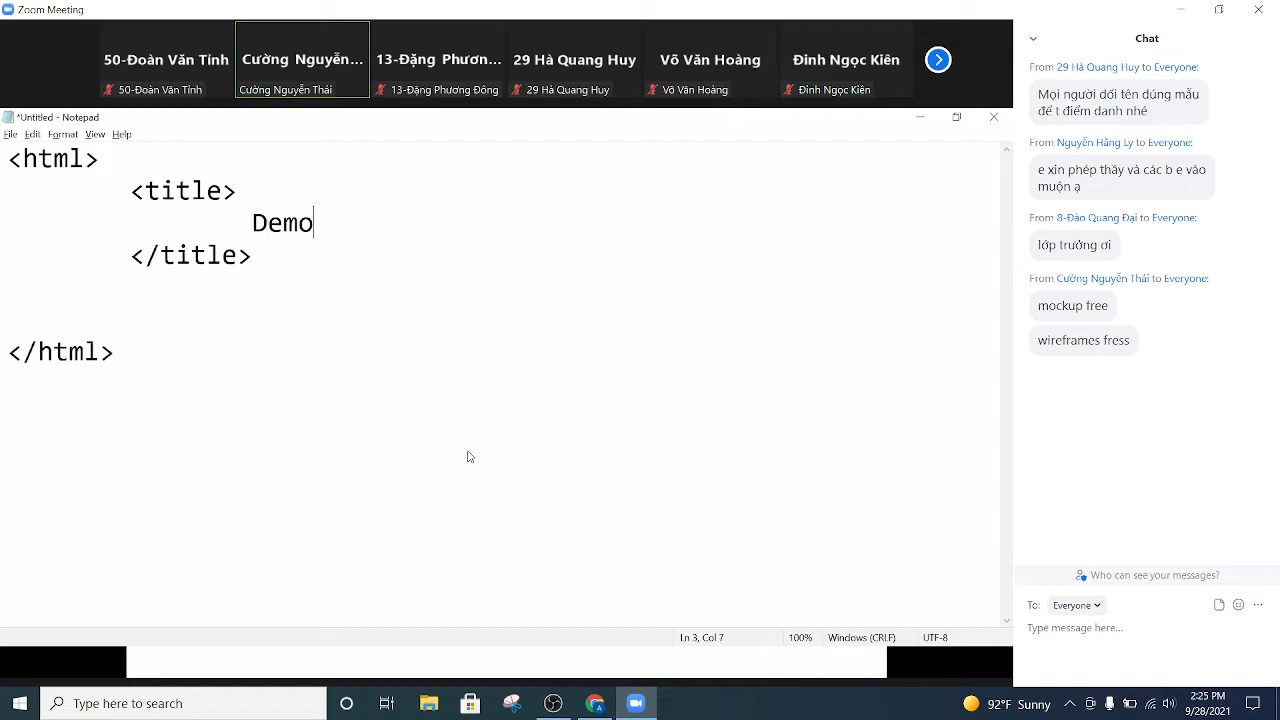 Zoom Meeting
50-Đoàn Văn Tính
Cường Nguyễn...
13-Đặng Phươn...
29 Hà Quang Huy
Võ Văn Hoàng
Đinh Ngọc Kiên
50-Đoàn Văn Tính
Cường Nguyễn Thái
13-Đặng Phương Đông
29 Hà Quang Huy
Võ Văn Hoàng
Đinh Ngọc Kiên
*Untitled - Notepad
File Edit Format View Help
<html>
<title>
Demo
</title>
</html>
Ln 3, Col 7
100%
Windows (CRLF)
UTF-8
Chat
From 29 Hà Quang Huy to Everyone:
Mọi người đổi tên đúng mẫu
để t điểm danh nhé
From Nguyễn Hằng Ly to Everyone:
e xin phép thầy và các b e vào
muộn ạ
From 8-Đào Quang Đại to Everyone:
lớp trưởng ơi
From Cường Nguyễn Thái to Everyone:
mockup free
wireframes fress
Who can see your messages?
To: Everyone
Type message here...
Type here to search
92°F Sunny
2:25 PM
9/28/2021